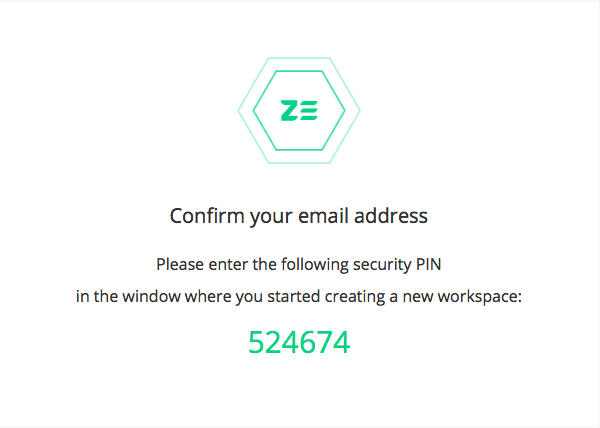 ZE
Confirm your email address
Please enter the following security PIN
in the window where you started creating a new workspace:
524674